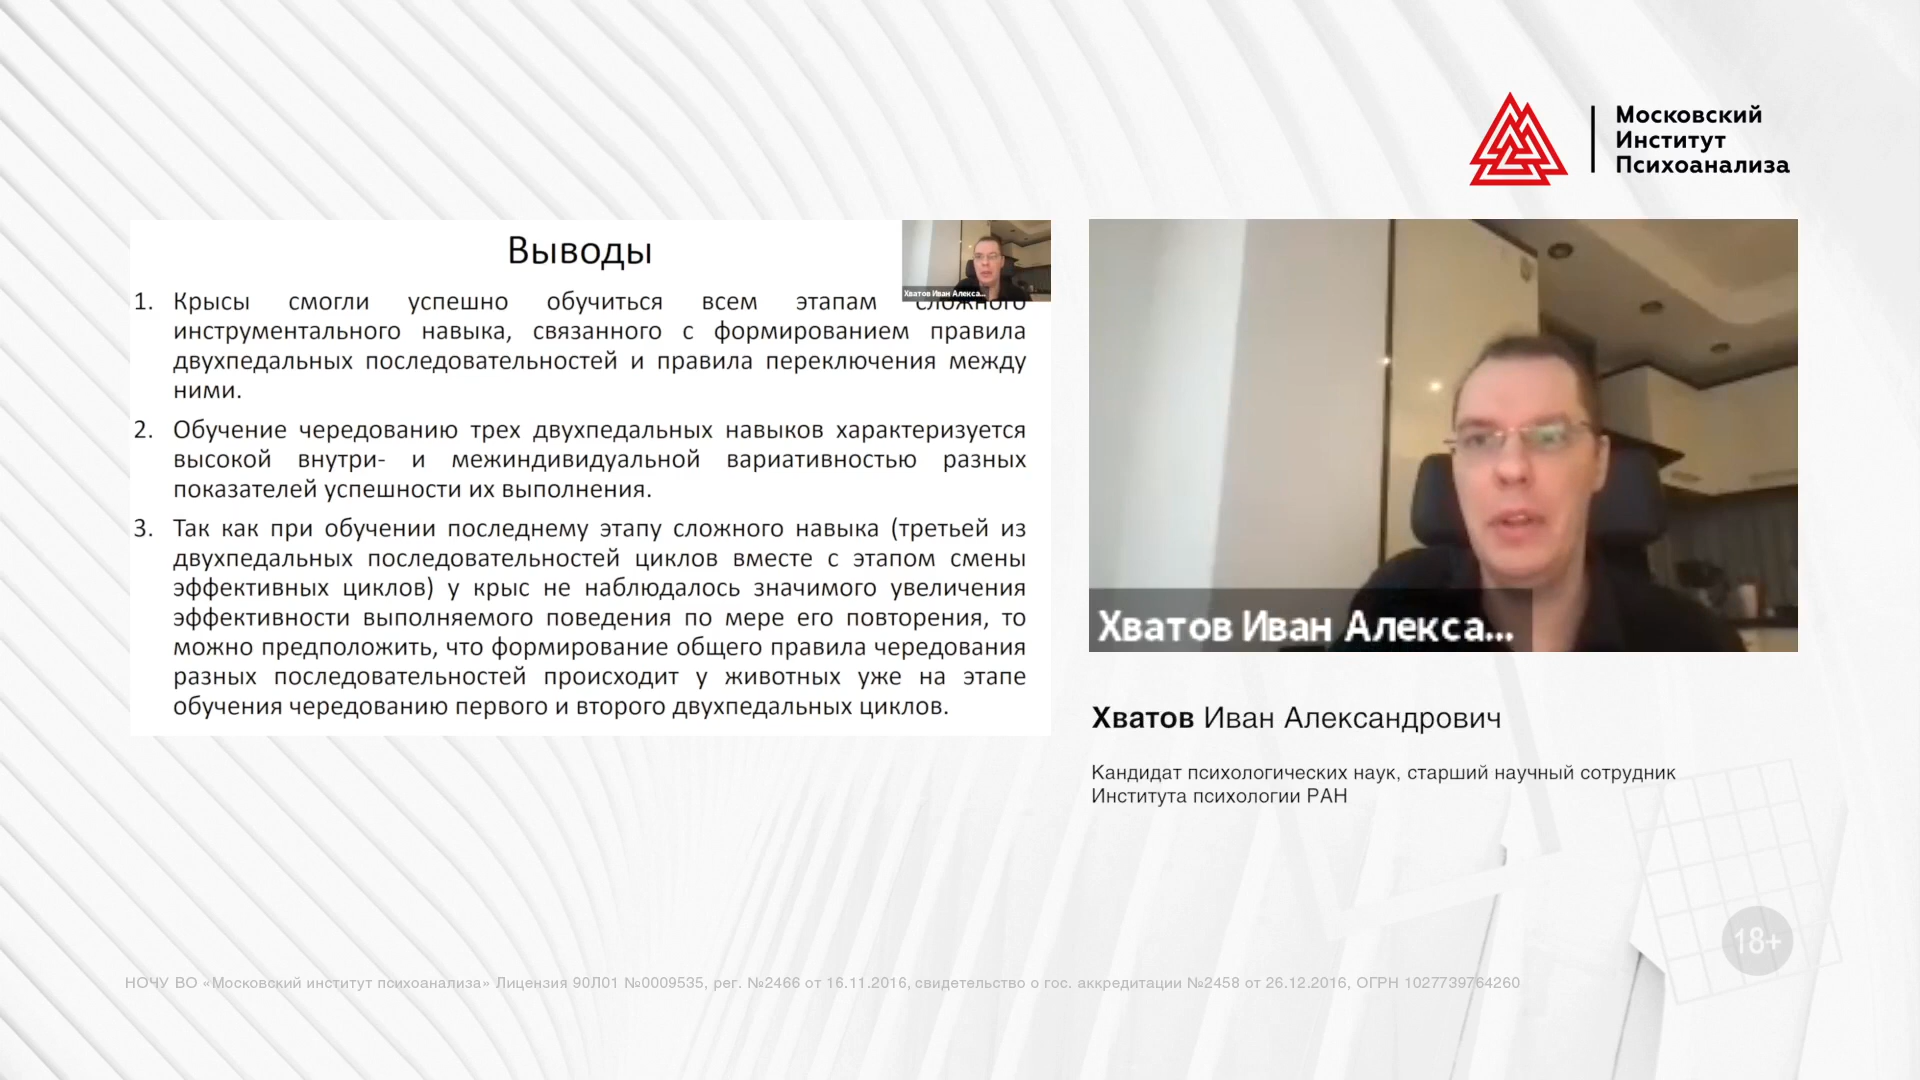 Московский
Институт
Психоанализа
Выводы
Хватов Иван Алекса...
1. Крысы смогли успешно обучиться всем этапам сложного
инструментального навыка, связанного с формированием правила
двухпедальных последовательностей и правила переключения между
ними.
2. Обучение чередованию трех двухпедальных навыков характеризуется
высокой внутри- и межиндивидуальной вариативностью разных
показателей успешности их выполнения.
3. Так как при обучении последнему этапу сложного навыка (третьей из
двухпедальных последовательностей циклов вместе с этапом смены
эффективных циклов) у крыс не наблюдалось значимого увеличения
эффективности выполняемого поведения по мере его повторения, то
можно предположить, что формирование общего правила чередования
разных последовательностей происходит у животных уже на этапе
обучения чередованию первого и второго двухпедальных циклов.
Хватов Иван Алекса...
Хватов Иван Александрович
Кандидат психологических наук, старший научный сотрудник
Института психологии РАН
18+
НОЧУ ВО «Московский институт психоанализа» Лицензия 90Л01 №0009535, рег. №2466 от 16.11.2016, свидетельство о гос. аккредитации №2458 от 26.12.2016, ОГРН 1027739764260